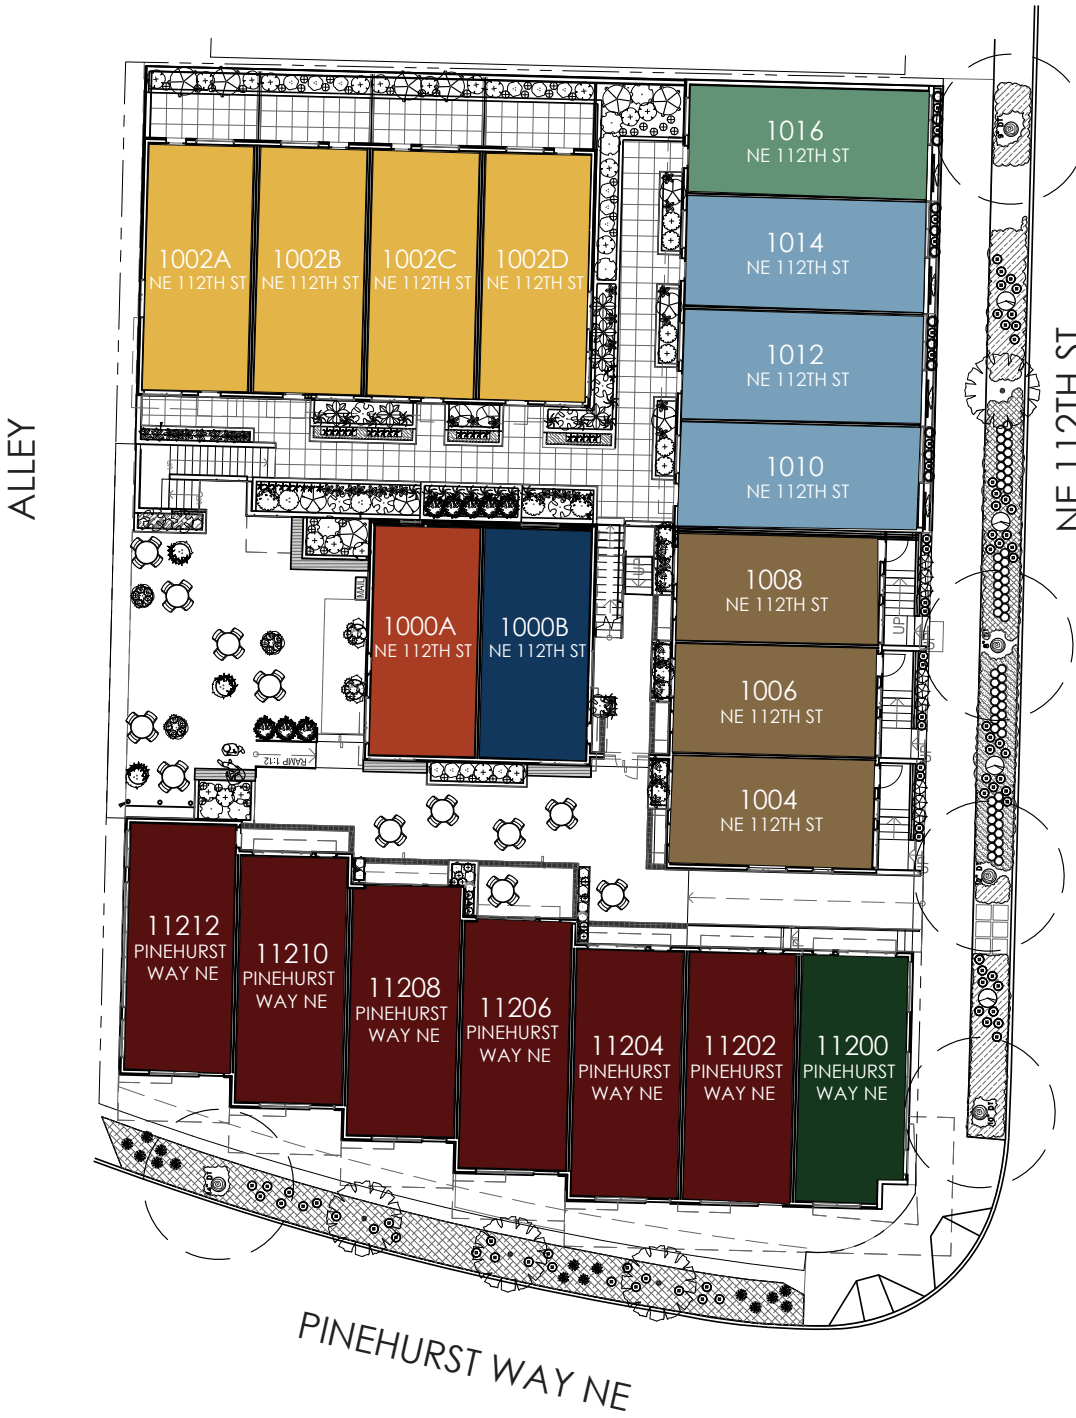 1016
NE 112TH ST
1014
NE 112TH ST
1012
NE 112TH ST
1010
NE 112TH ST
1002A
NE 112TH ST
1002B
NE 112TH ST
1002C
NE 112TH ST
1002D
NE 112TH ST
ALLEY
NE 112TH ST
1000A
NE 112TH ST
1000B
NE 112TH ST
UP
1008
NE 112TH ST
UP
1006
NE 112TH ST
1004
NE 112TH ST
RAMP 1:12
11212
PINEHURST
WAY NE
11210
PINEHURST
WAY NE
11208
PINEHURST
WAY NE
11206
PINEHURST
WAY NE
11204
PINEHURST
WAY NE
11202
PINEHURST
WAY NE
11200
PINEHURST
WAY NE
PINEHURST WAY NE